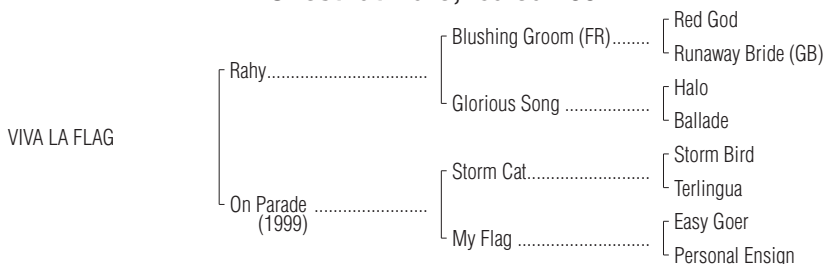 Red God
Blushing Groom (FR)........
Runaway Bride (GB)
Rahy..................................
Halo
Glorious Song ..................
Ballade
VIVA LA FLAG
Storm Bird
Storm Cat..........................
Terlingua
On Parade ........................
(1999)
Easy Goer
My Flag ............................
Personal Ensign